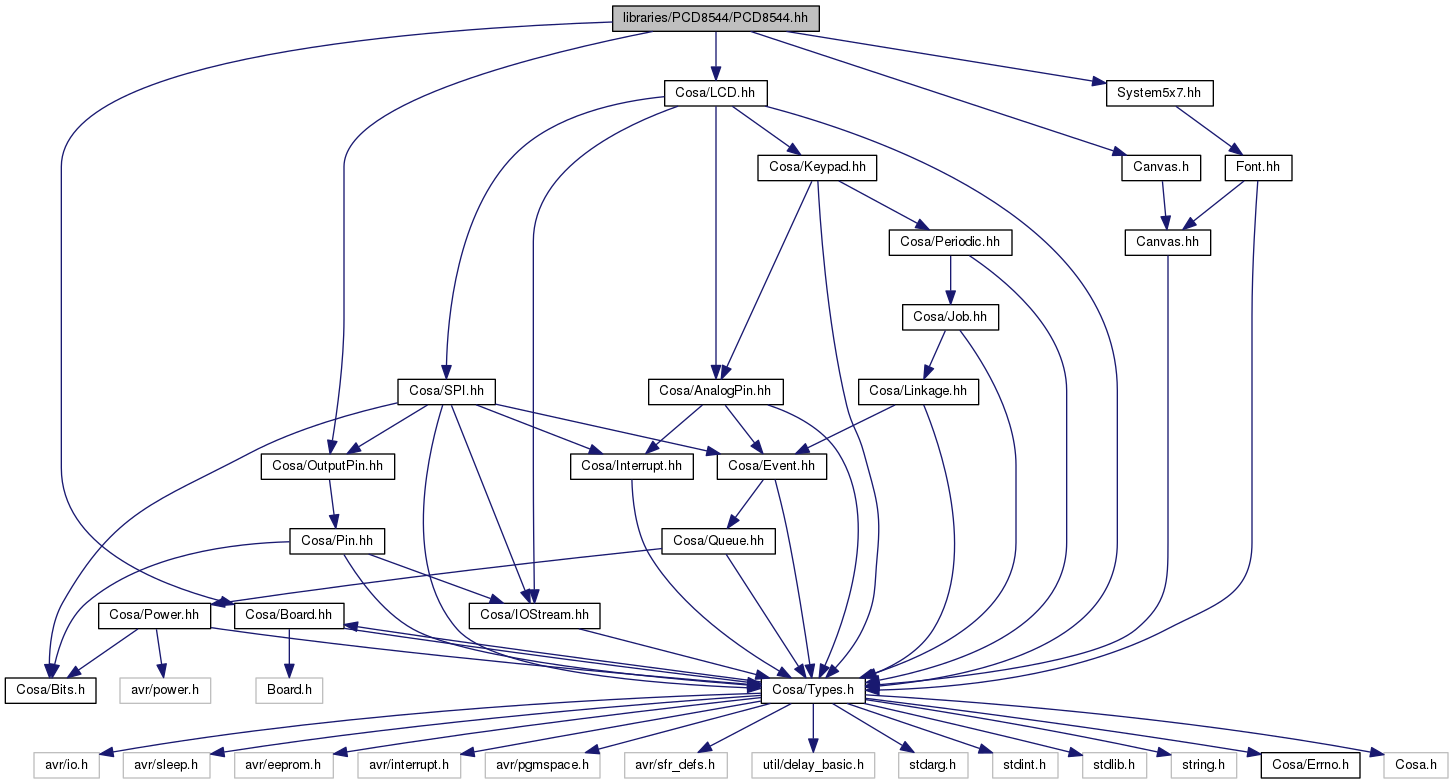 libraries/PCD8544/PCD8544.hh
Cosa/LCD.hh
System5x7.hh
Cosa/Keypad.hh
Canvas.h
Font.hh
Cosa/Periodic.hh
Canvas.hh
Cosa/Job.hh
Cosa/SPI.hh
Cosa/AnalogPin.hh
Cosa/Linkage.hh
Cosa/OutputPin.hh
Cosa/Interrupt.hh
Cosa/Event.hh
Cosa/Pin.hh
Cosa/Queue.hh
Cosa/Power.hh
Cosa/Board.hh
Cosa/IOStream.hh
Cosa/Bits.h
avr/power.h
Board.h
Cosa/Types.h
avr/io.h
avr/sleep.h
avr/eeprom.h
avr/interrupt.h
avr/pgmspace.h
avr/sfr_defs.h
util/delay_basic.h
stdarg.h
stdint.h
stdlib.h
string.h
Cosa/Errno.h
Cosa.h